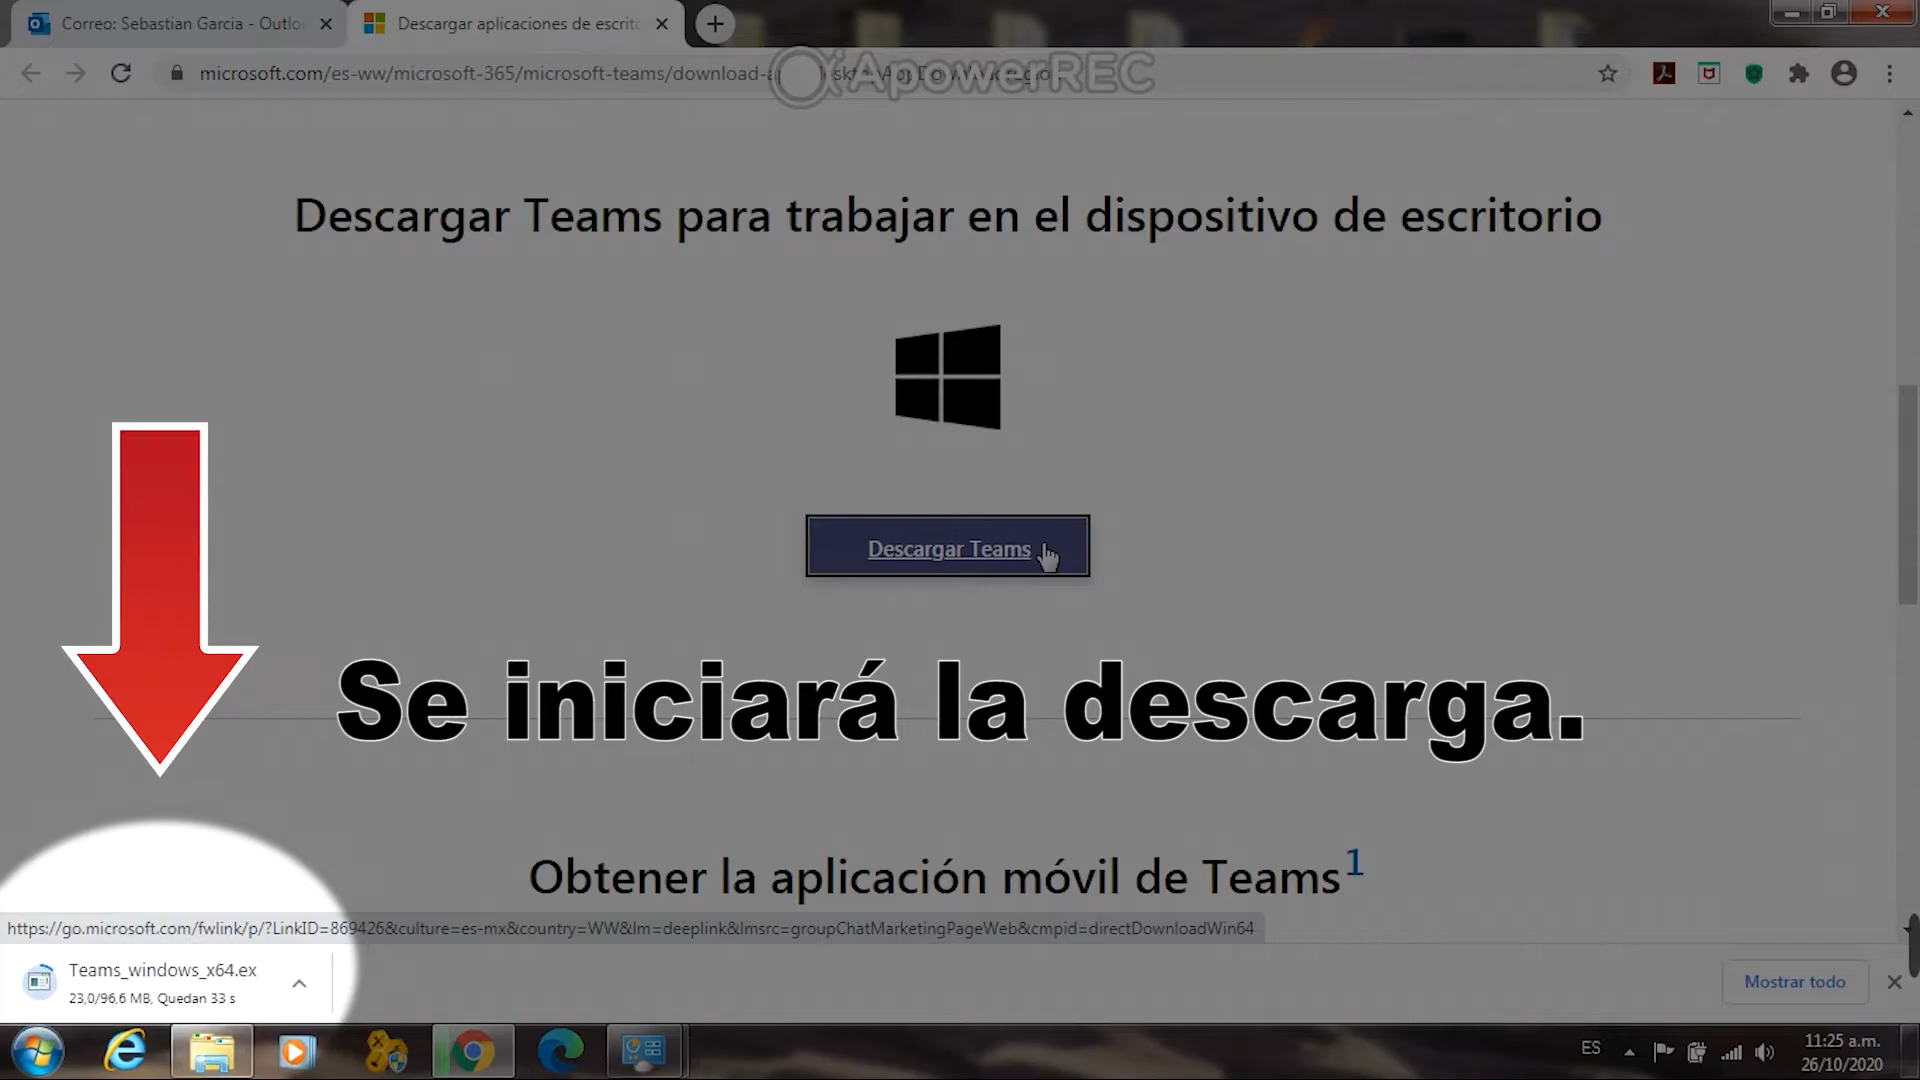 Correo: Sebastian Garcia - Outlo
Descargar aplicaciones de escrito
microsoft.com/es-ww/microsoft-365/microsoft-teams/download-a
ApowerREC
Descargar Teams para trabajar en el dispositivo de escritorio
Descargar Teams
Se iniciará la descarga.
Obtener la aplicación móvil de Teams1
https://go.microsoft.com/fwlink/p/?LinkID=869426&culture=es-mx&country=WW&lm=deeplink&lmsrc=groupChatMarketingPageWeb&cmpid=directDownloadWin64
Teams_windows_x64.ex
23,0/96,6 MB, Quedan 33 s
Mostrar todo
ES
11:25 a.m.
26/10/2020